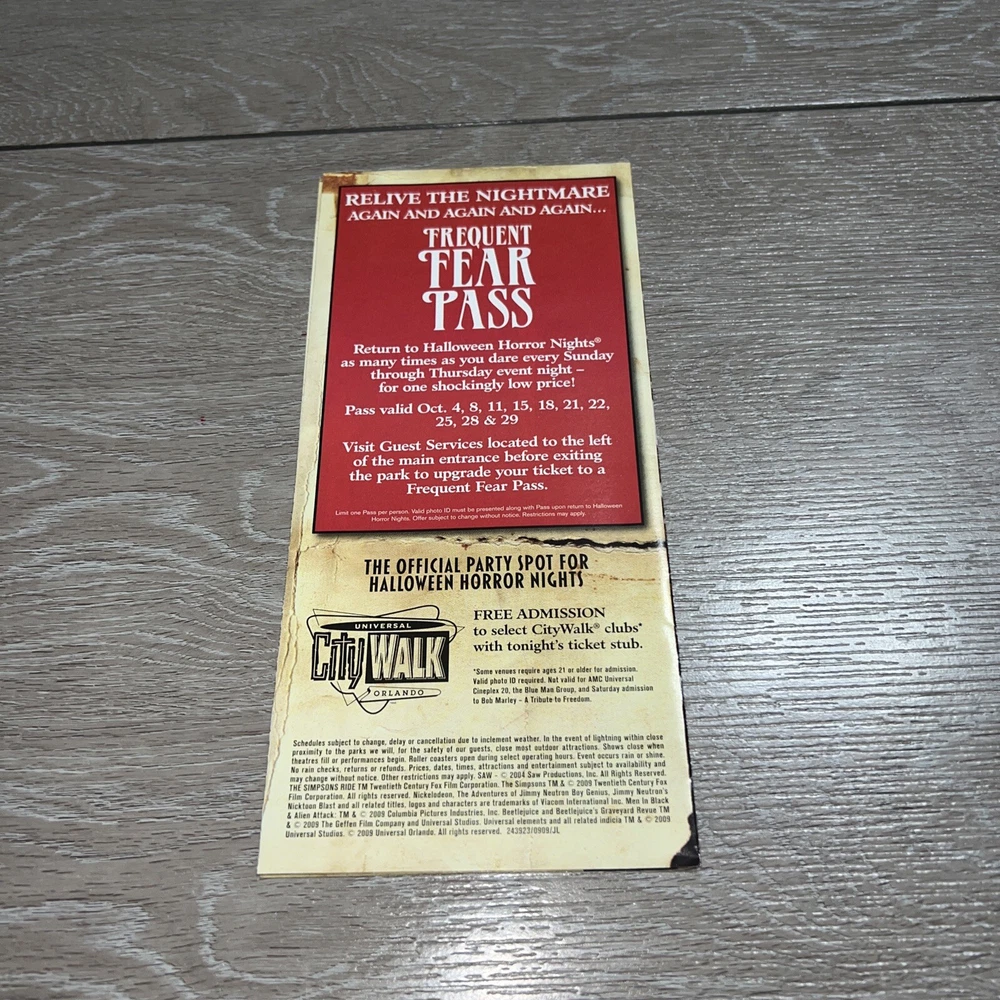 RELIVE THE NIGHTMARE
AGAIN AND AGAIN AND AGAIN...
FREQUENT
FEAR
PASS
Return to Halloween Horror Nights®
as many times as you dare every Sunday
through Thursday event night –
for one shockingly low price!
Pass valid Oct. 4, 8, 11, 15, 18, 21, 22,
25, 28 & 29
Visit Guest Services located to the left
of the main entrance before exiting
the park to upgrade your ticket to a
Frequent Fear Pass.
Limit one Pass per person. Valid photo ID must be presented along with Pass upon return to Halloween
Horror Nights. Offer subject to change without notice. Restrictions may apply.
THE OFFICIAL PARTY SPOT FOR
HALLOWEEN HORROR NIGHTS
UNIVERSAL
City WALK
ORLANDO
FREE ADMISSION
to select CityWalk® clubs*
with tonight's ticket stub.
*Some venues require ages 21 or older for admission.
Valid photo ID required. Not valid for AMC Universal
Cineplex 20, the Blue Man Group, and Saturday admission
to Bob Marley – A Tribute to Freedom.
Schedules subject to change, delay or cancellation due to inclement weather. In the event of lightning within close
proximity to the parks we will, for the safety of our guests, close most outdoor attractions. Shows close when
theatres fill or performances begin. Roller coasters open during select operating hours. Event occurs rain or shine.
No rain checks, returns or refunds. Prices, dates, times, attractions and entertainment subject to availability and
may change without notice. Other restrictions may apply. SAW - © 2004 Saw Productions, Inc. All Rights Reserved.
THE SIMPSONS RIDE TM Twentieth Century Fox Film Corporation. The Simpsons TM & © 2009 Twentieth Century Fox
Film Corporation. All rights reserved. Nickelodeon, The Adventures of Jimmy Neutron Boy Genius, Jimmy Neutron's
Nicktoon Blast and all related titles, logos and characters are trademarks of Viacom International Inc. Men In Black
& Alien Attack: TM & © 2009 Columbia Pictures Industries, Inc. Beetlejuice and Beetlejuice's Graveyard Revue TM
& © 2009 The Geffen Film Company and Universal Studios. Universal elements and all related indicia TM & © 2009
Universal Studios. © 2009 Universal Orlando. All rights reserved. 243923/0909/JL